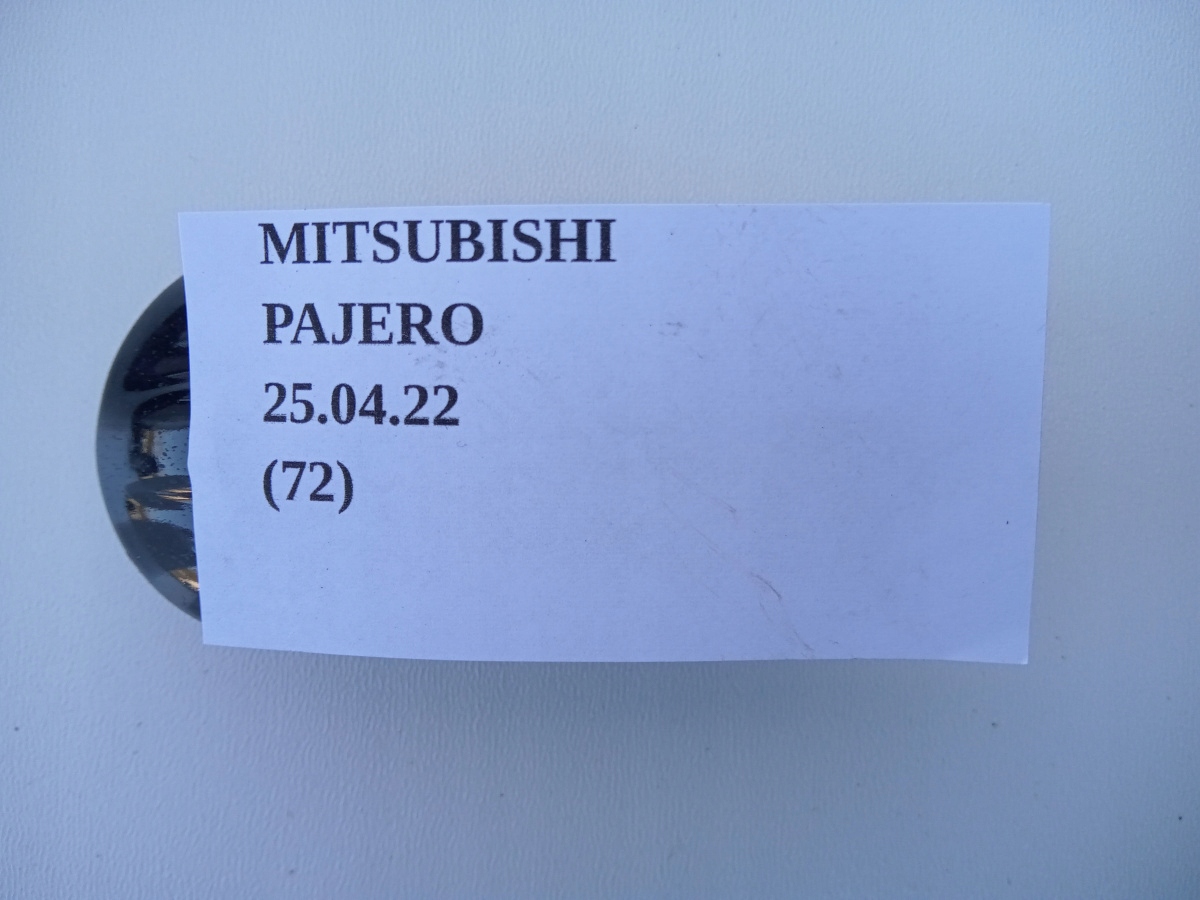 MITSUBISHI
PAJERO
25.04.22
(72)